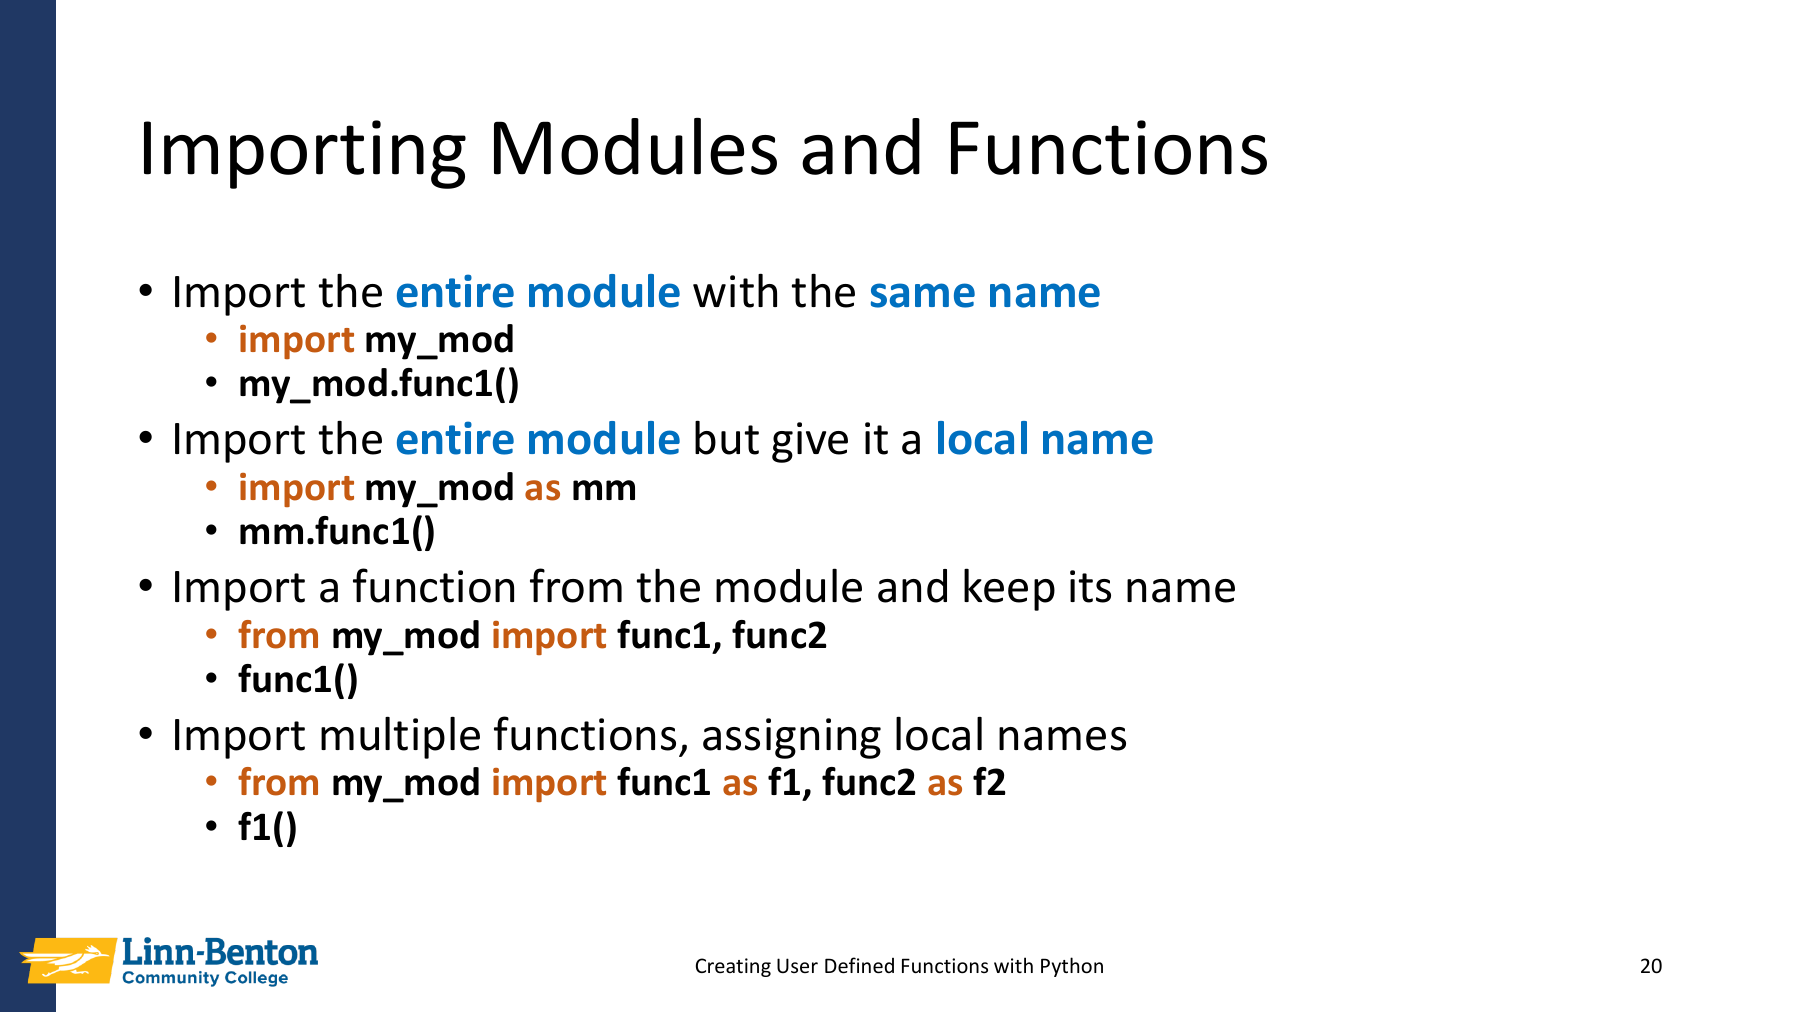 Importing Modules and Functions
• Import the entire module with the same name
• import my_mod
• my_mod.func1()
• Import the entire module but give it a local name
• import my_mod as mm
• mm.func1()
• Import a function from the module and keep its name
• from my_mod import func1, func2
• func1()
• Import multiple functions, assigning local names
• from my_mod import func1 as f1, func2 as f2
• f1()
Linn-Benton
Community College
Creating User Defined Functions with Python
20